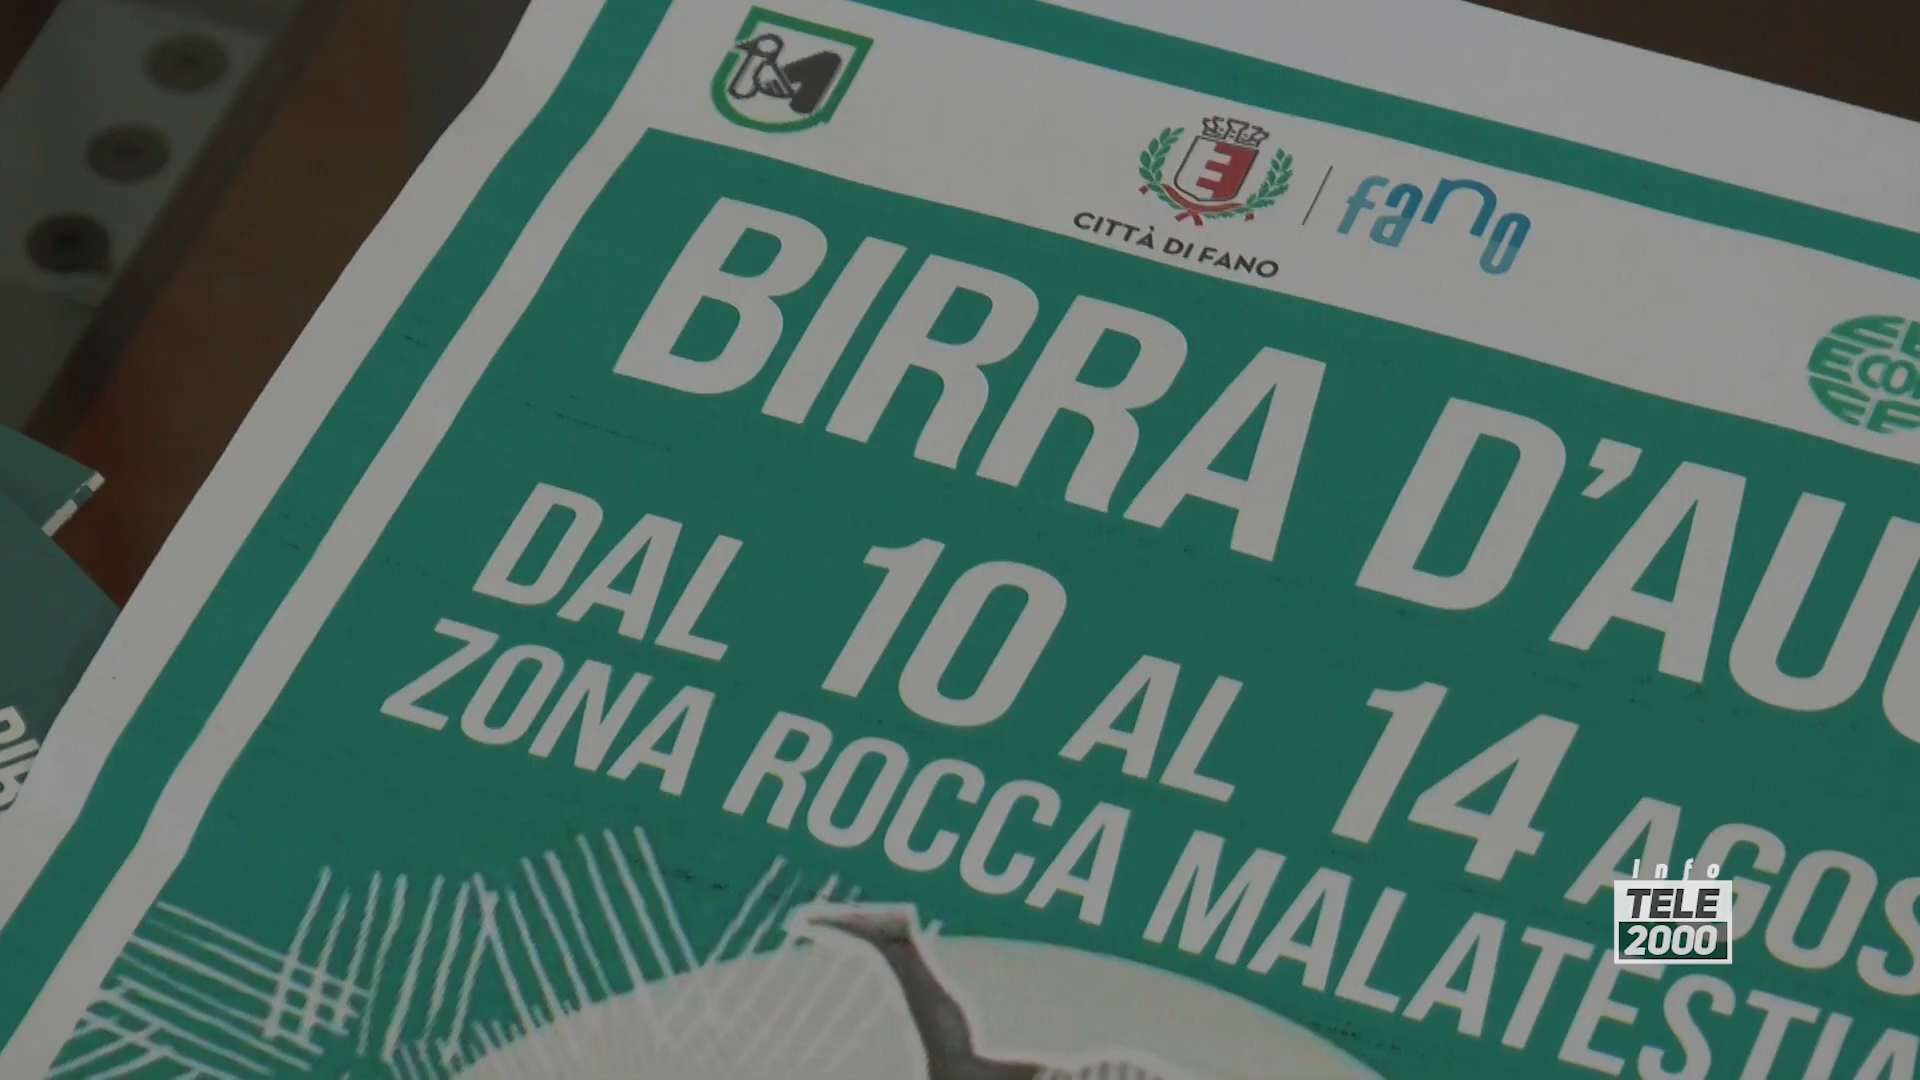 CITTÀ DI FANO
fano
BIRRA D'AU
DAL 10 AL 14 AGOS
ZONA ROCCA MALATESTIA
Info
TELE
2000